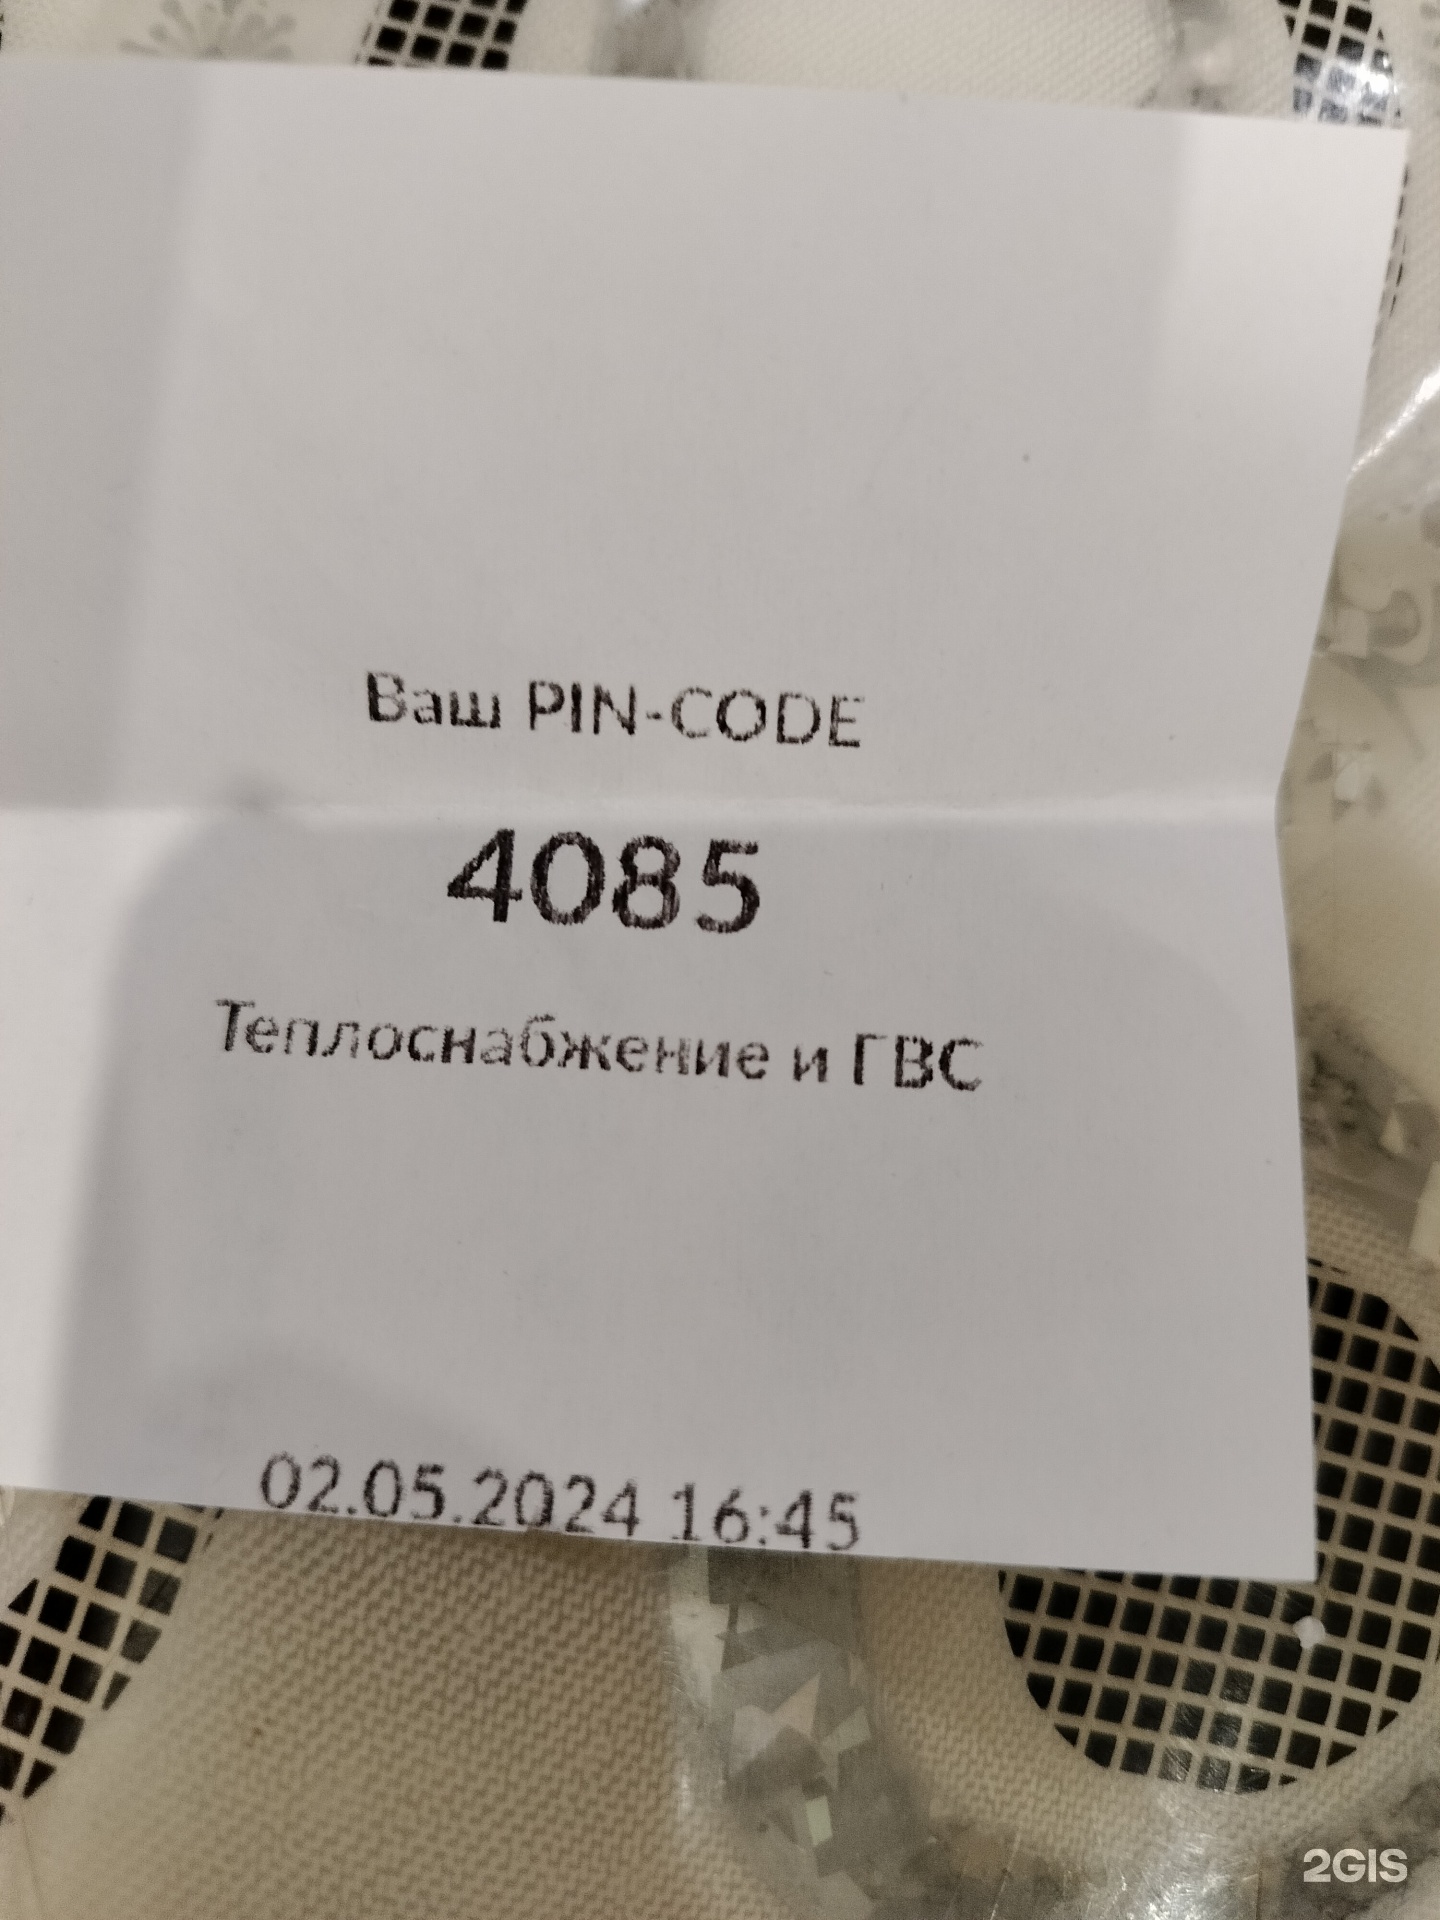 Ваш PIN-CODE
4085
Теплоснабжение и ГВС
02.05.2024 16:45
2GIS